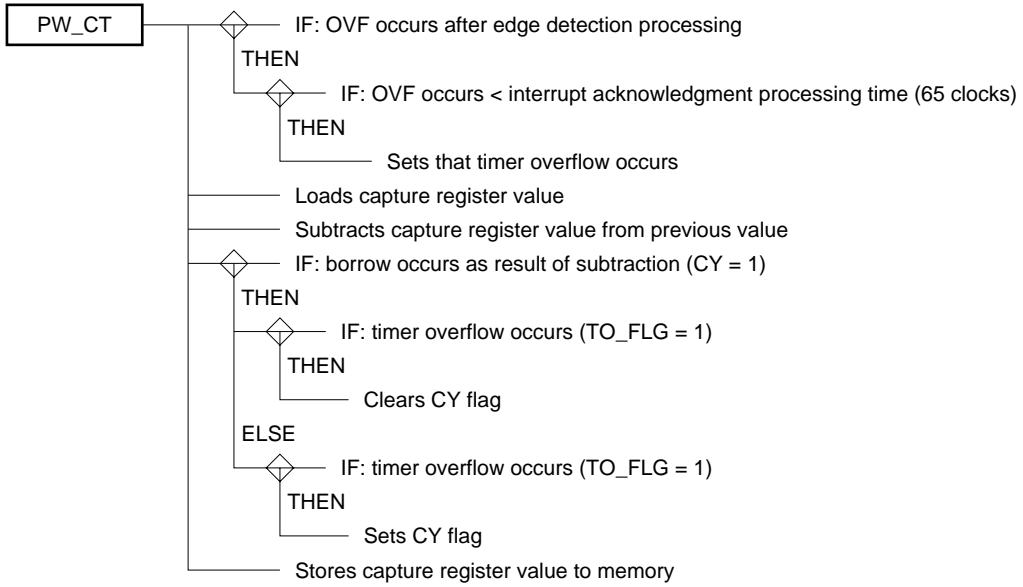 PW_CT
IF: OVF occurs after edge detection processing
THEN
IF: OVF occurs < interrupt acknowledgment processing time (65 clocks)
THEN
Sets that timer overflow occurs
Loads capture register value
Subtracts capture register value from previous value
IF: borrow occurs as result of subtraction (CY = 1)
THEN
IF: timer overflow occurs (TO_FLG = 1)
THEN
Clears CY flag
ELSE
IF: timer overflow occurs (TO_FLG = 1)
THEN
Sets CY flag
Stores capture register value to memory